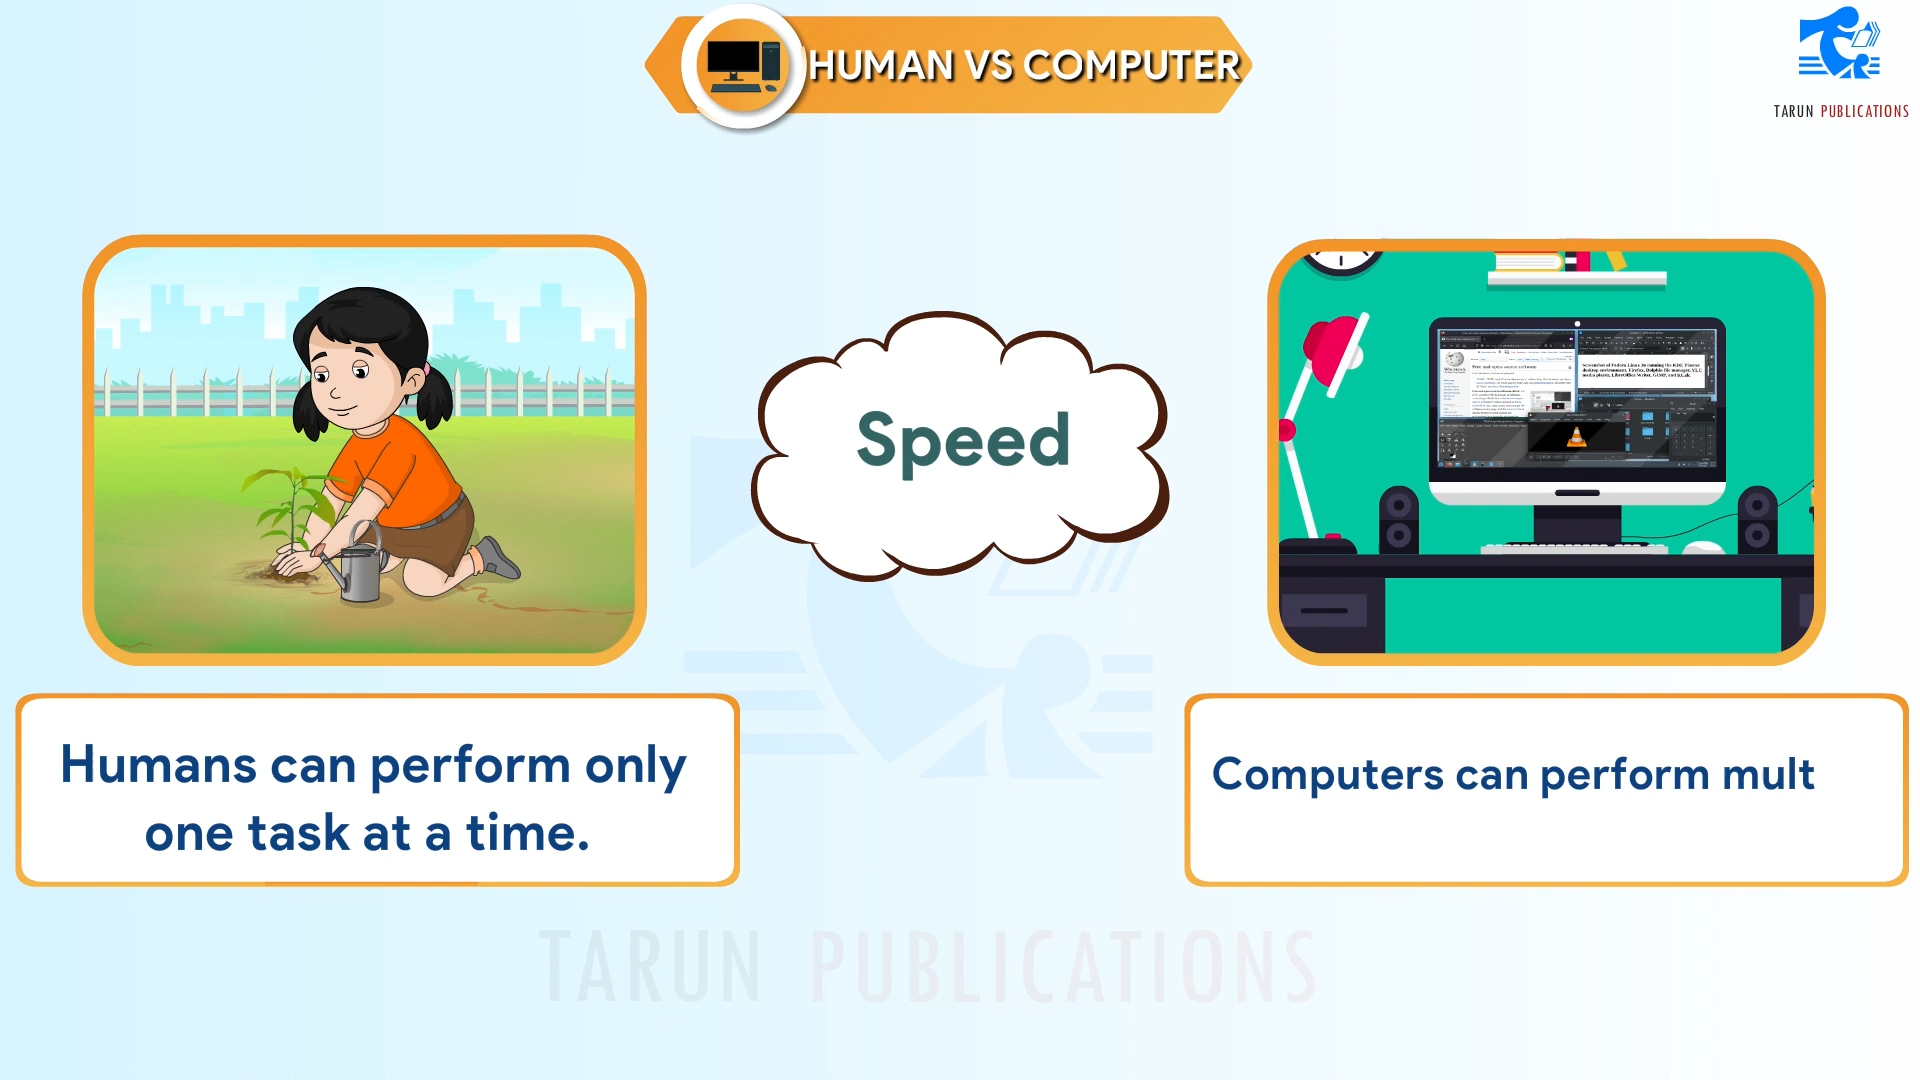 HUMAN VS COMPUTER
TARUN PUBLICATIONS
Speed
Humans can perform only
one task at a time.
Computers can perform mult
TARUN PUBLICATIONS